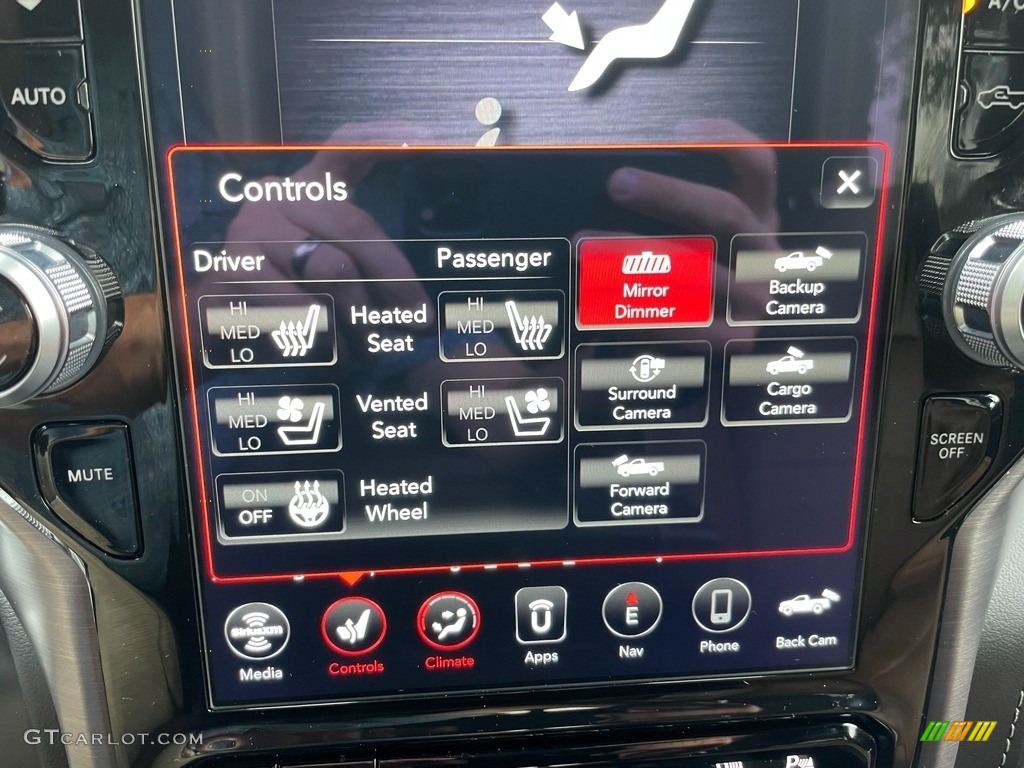 A/C
AUTO
Controls
X
Driver
Passenger
HI
MED
LO
Heated
Seat
HI
MED
LO
HI
MED
LO
Vented
Seat
HI
MED
LO
ON
OFF
Heated
Wheel
Mirror
Dimmer
Backup
Camera
Surround
Camera
Cargo
Camera
Forward
Camera
MUTE
SCREEN
OFF
siriusxm
Media
Controls
Climate
Apps
E
Nav
Phone
Back Cam
GTCARLOT.COM